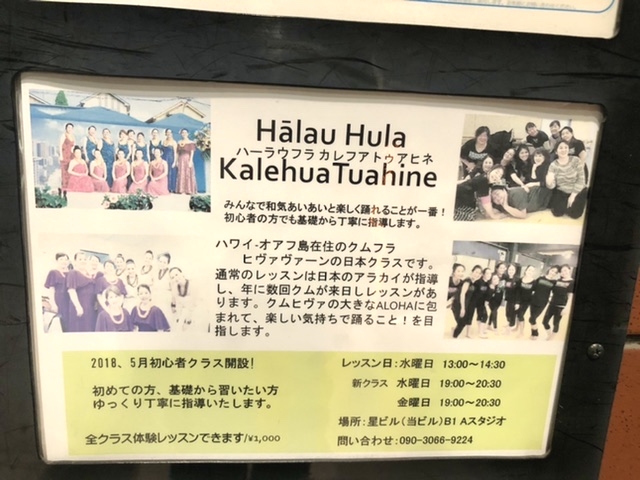 Hālau Hula
ハーラウフラ カレフアトゥアヒネ
KalehuaTuahine
みんなで和気あいあいと楽しく踊れることが一番！
初心者の方でも基礎から丁寧に指導します。
ハワイ・オアフ島在住のクムフラ
ヒヴァヴァーンの日本クラスです。
通常のレッスンは日本のアラカイが指導
し、年に数回クムが来日しレッスンがあ
ります。クムヒヴァの大きなALOHAに包
まれて、楽しい気持ちで踊ること！を目
指します。
2018、5月初心者クラス開設!
初めての方、基礎から習いたい方
ゆっくり丁寧に指導いたします。
全クラス体験レッスンできます/¥1,000
レッスン日：水曜日 13:00～14:30
新クラス 水曜日 19:00～20:30
金曜日 19:00～20:30
場所：星ビル（当ビル）B1 Aスタジオ
問い合わせ：090-3066-9224